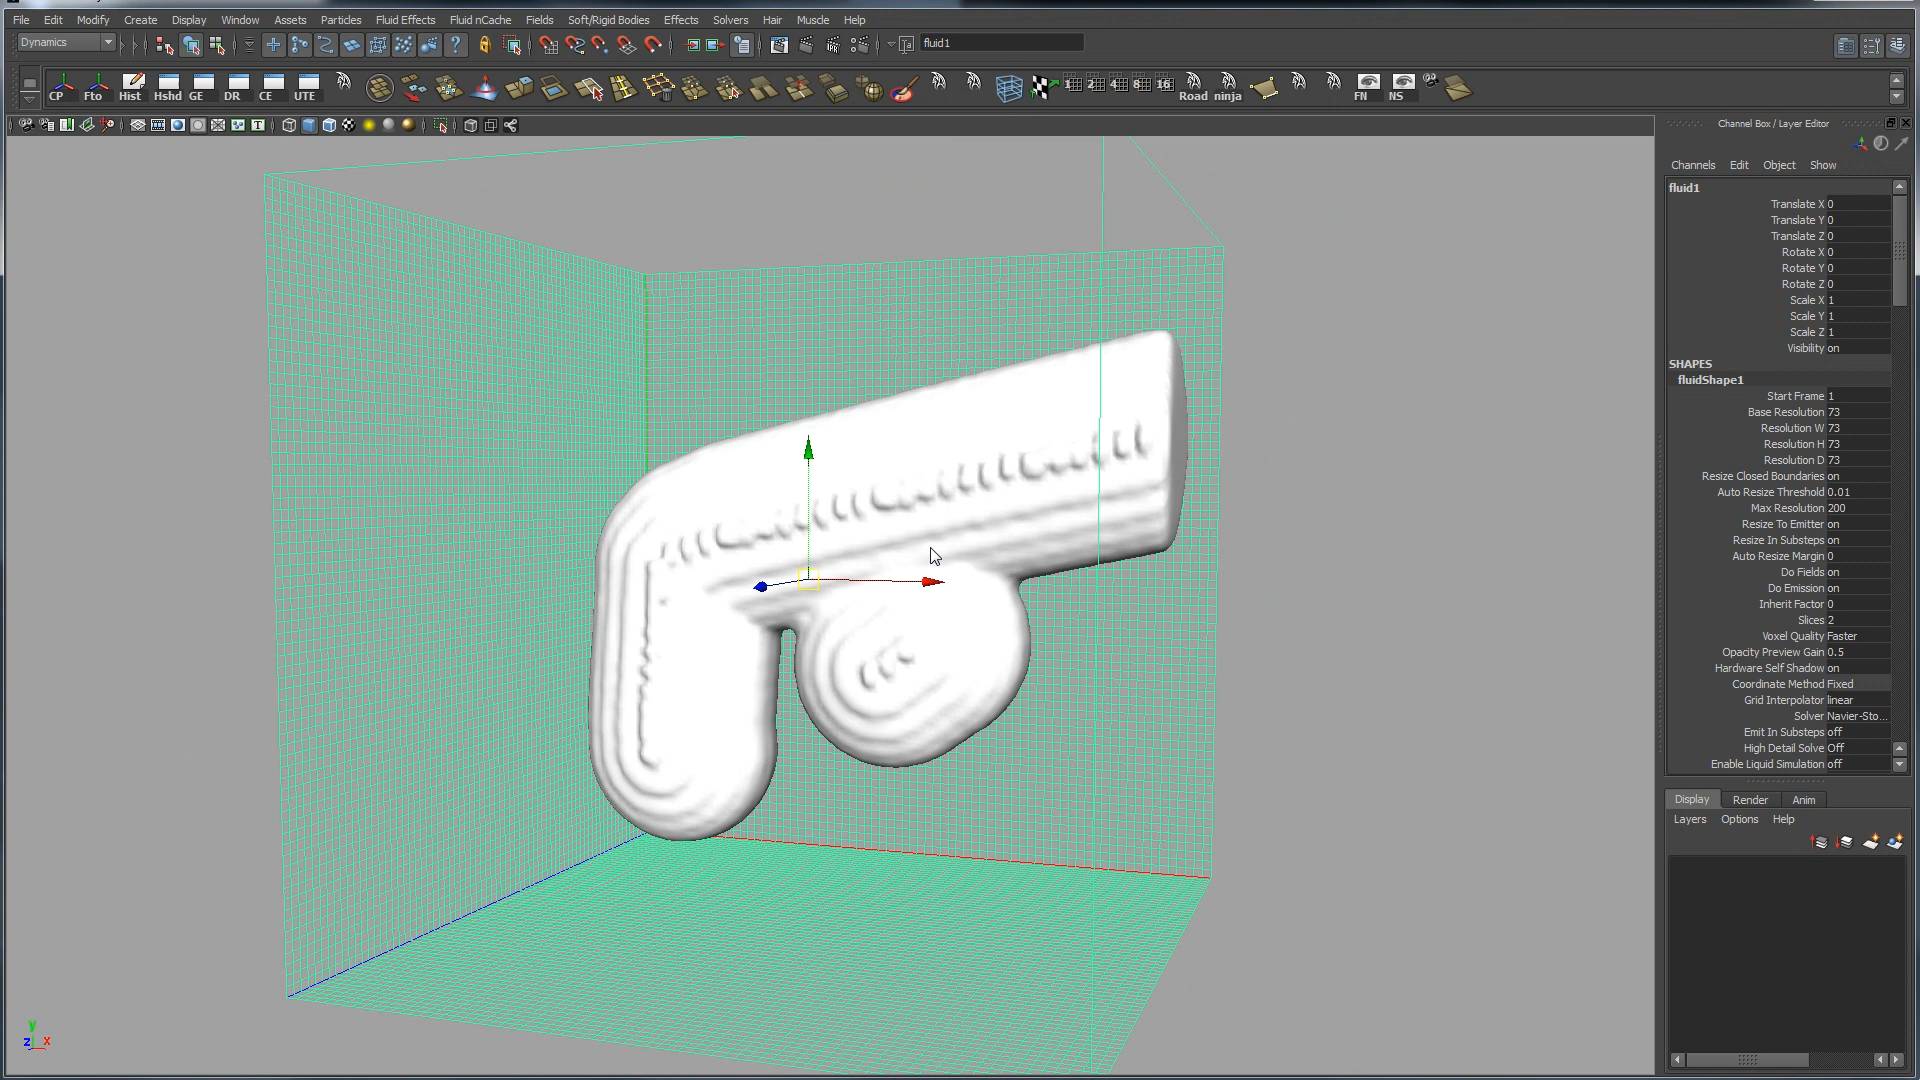 File Edit Modify Create Display Window Assets Particles Fluid Effects Fluid nCache Fields Soft/Rigid Bodies Effects Solvers Hair Muscle Help
Dynamics fluid1
CP Fto Hist Hshd GE DR CE UTE 1 2 4 8 16 Road ninja FN NS
Channel Box / Layer Editor
Channels Edit Object Show
fluid1
Translate X 0
Translate Y 0
Translate Z 0
Rotate X 0
Rotate Y 0
Rotate Z 0
Scale X 1
Scale Y 1
Scale Z 1
Visibility on
SHAPES
fluidShape1
Start Frame 1
Base Resolution 73
Resolution W 73
Resolution H 73
Resolution D 73
Resize Closed Boundaries on
Auto Resize Threshold 0.01
Max Resolution 200
Resize To Emitter on
Resize In Substeps on
Auto Resize Margin 0
Do Fields on
Do Emission on
Inherit Factor 0
Slices 2
Voxel Quality Faster
Opacity Preview Gain 0.5
Hardware Self Shadow on
Coordinate Method Fixed
Grid Interpolator linear
Solver Navier-Sto...
Emit In Substeps off
High Detail Solve Off
Enable Liquid Simulation off
Display Render Anim
Layers Options Help
y
z x